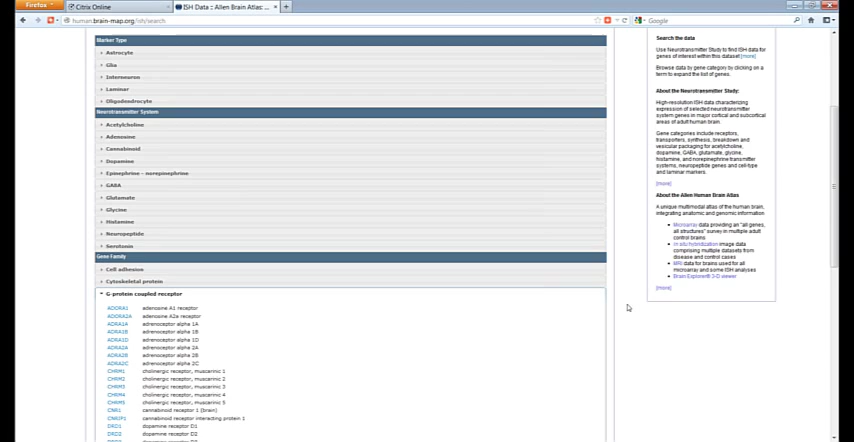 Firefox
Citrix Online
ISH Data :: Allen Brain Atlas: ...
human.brain-map.org/ish/search
Google
Marker Type
Astrocyte
Glia
Interneuron
Laminar
Oligodendrocyte
Neurotransmitter System
Acetylcholine
Adenosine
Cannabinoid
Dopamine
Epinephrine - norepinephrine
GABA
Glutamate
Glycine
Histamine
Neuropeptide
Serotonin
Gene Family
Cell adhesion
Cytoskeletal protein
G-protein coupled receptor
ADORA1 adenosine A1 receptor
ADORA2A adenosine A2a receptor
ADRA1A adrenoceptor alpha 1A
ADRA1B adrenoceptor alpha 1B
ADRA1D adrenoceptor alpha 1D
ADRA2A adrenoceptor alpha 2A
ADRA2B adrenoceptor alpha 2B
ADRA2C adrenoceptor alpha 2C
CHRM1 cholinergic receptor, muscarinic 1
CHRM2 cholinergic receptor, muscarinic 2
CHRM3 cholinergic receptor, muscarinic 3
CHRM4 cholinergic receptor, muscarinic 4
CHRM5 cholinergic receptor, muscarinic 5
CNR1 cannabinoid receptor 1 (brain)
CNRIP1 cannabinoid receptor interacting protein 1
DRD1 dopamine receptor D1
DRD2 dopamine receptor D2
Search the data
Use Neurotransmitter Study to find ISH data for
genes of interest within this dataset [more]
Browse data by gene category by clicking on a
term to expand the list of genes.
About the Neurotransmitter Study:
High-resolution ISH data characterizing
expression of selected neurotransmitter
system genes in major cortical and subcortical
areas of adult human brain.
Gene categories include receptors,
transporters, synthesis, breakdown and
vesicular packaging for acetylcholine,
dopamine, GABA, glutamate, glycine,
histamine, and norepinephrine transmitter
systems, neuropeptide genes and cell-type
and laminar markers.
[more]
About the Allen Human Brain Atlas
A unique multimodal atlas of the human brain,
integrating anatomic and genomic information
Microarray data providing an "all genes,
all structures" survey in multiple adult
control brains
In situ hybridization image data
comprising multiple datasets from
disease and control cases
MRI data for brains used for all
microarray and some ISH analyses
Brain Explorer® 3-D viewer
[more]